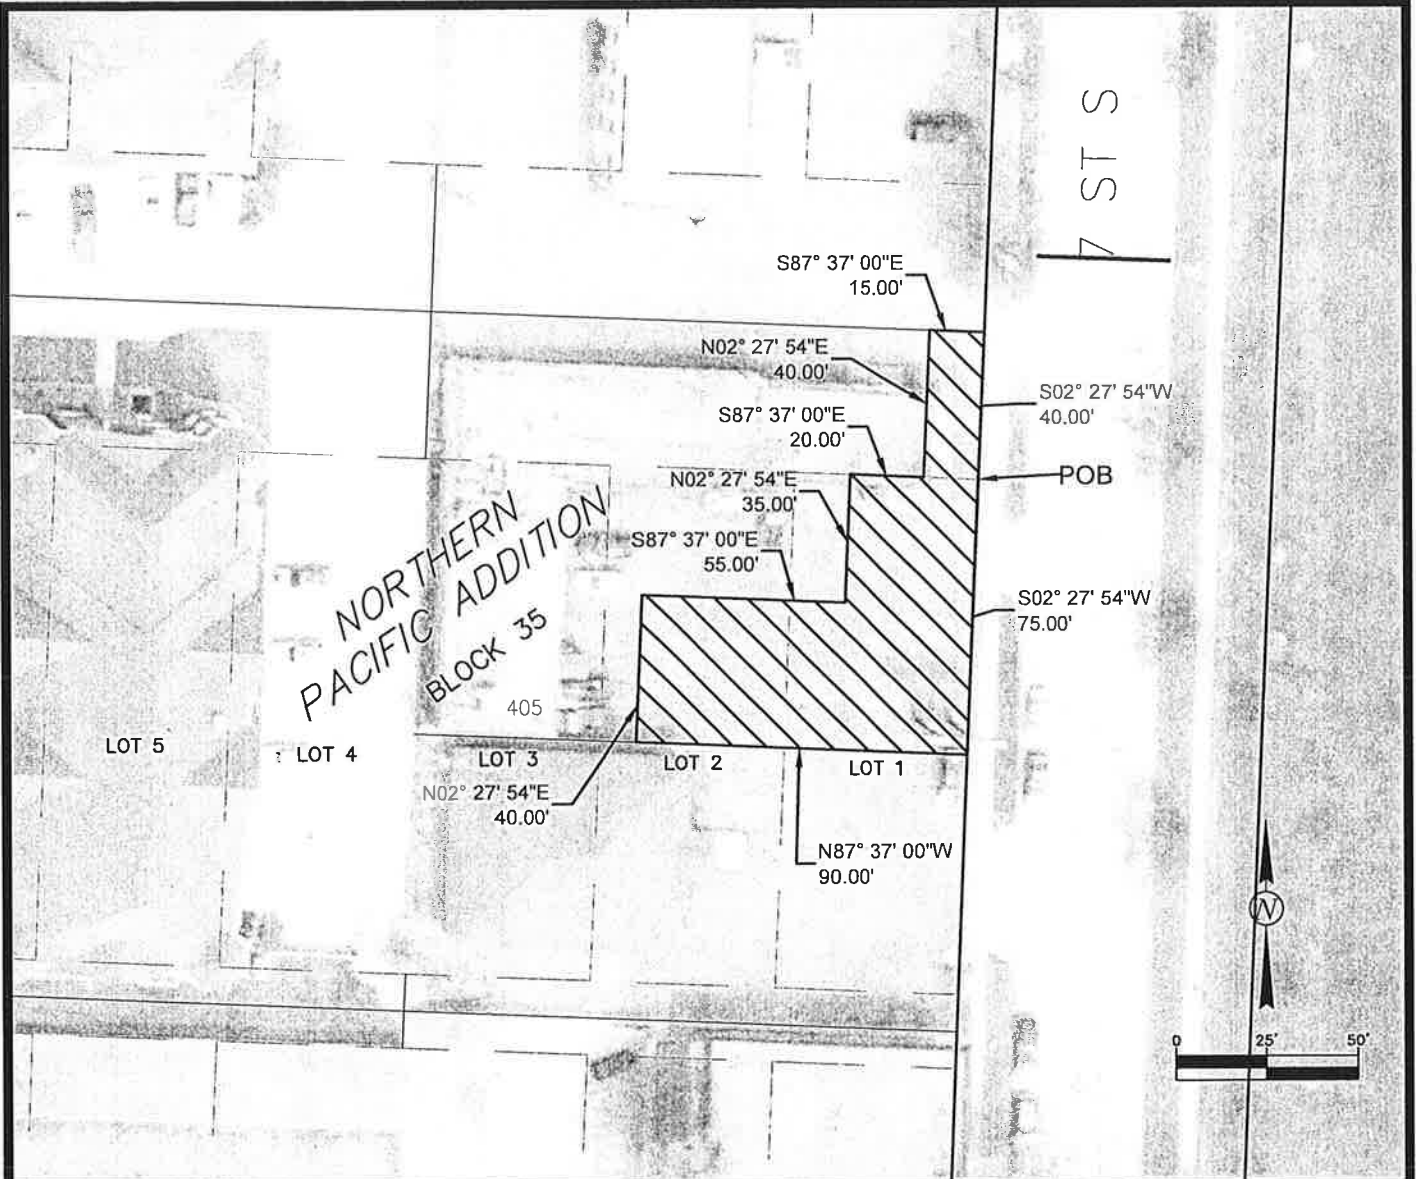 7 ST S
S87° 37' 00"E
15.00'
N02° 27' 54"E
40.00'
S02° 27' 54"W
40.00'
S87° 37' 00"E
20.00'
N02° 27' 54"E
35.00'
POB
S87° 37' 00"E
55.00'
S02° 27' 54"W
75.00'
NORTHERN
PACIFIC ADDITION
BLOCK 35
405
LOT 5
LOT 4
LOT 3
LOT 2
LOT 1
N02° 27' 54"E
40.00'
N87° 37' 00"W
90.00'
N
0 25' 50'